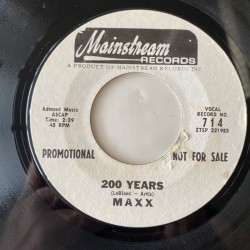 Mainstream
RECORDS
A PRODUCT OF MAINSTREAM RECORDS INC.
Admont Music
ASCAP
Time: 2:39
45 RPM
VOCAL
RECORD NO.
714
ZTSP 221983
PROMOTIONAL
NOT FOR SALE
200 YEARS
(LeBlanc - Artis)
MAXX